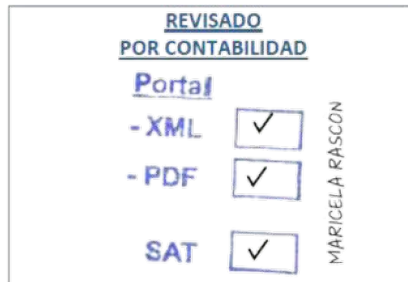 REVISADO
POR CONTABILIDAD
Portal
- XML ✓
- PDF ✓
SAT ✓
MARICELA RASCON